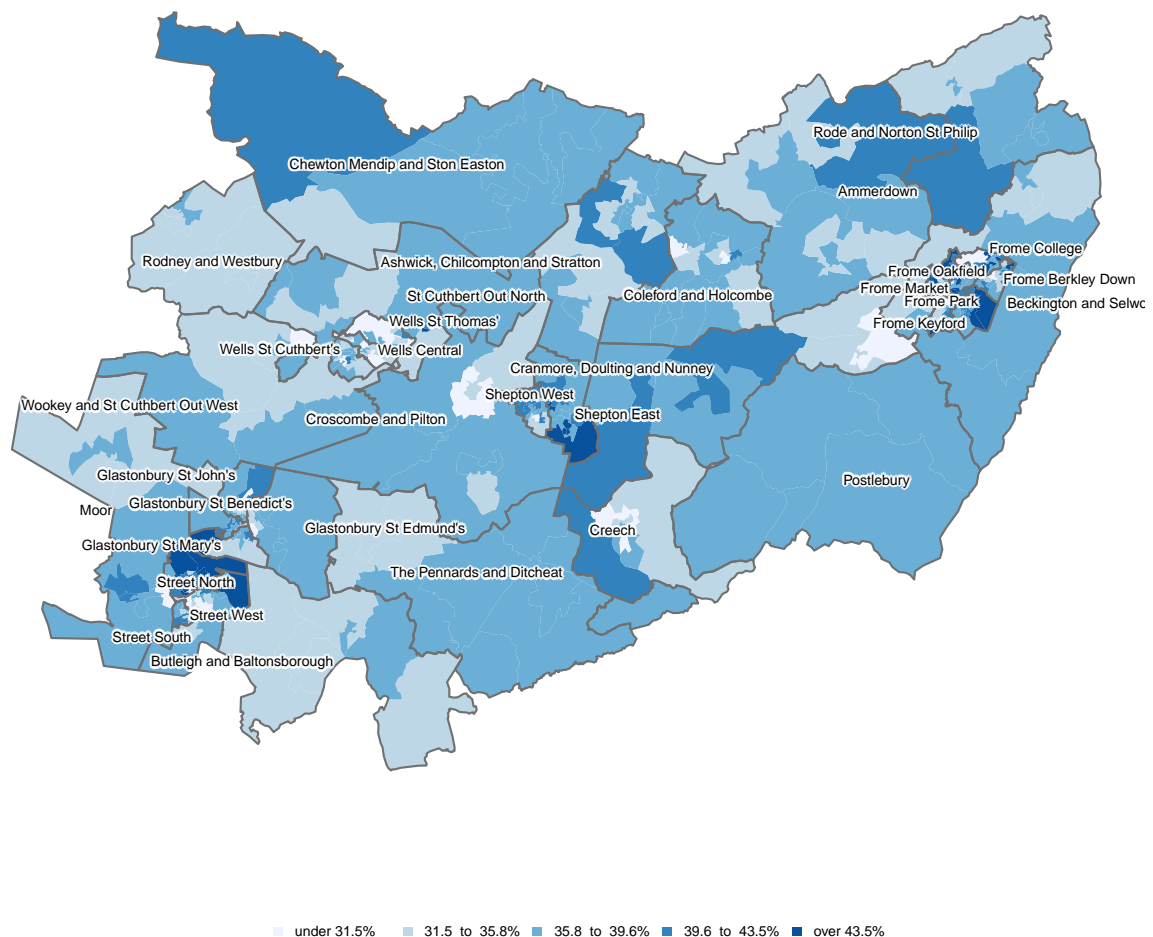 Rode and Norton St Philip
Chewton Mendip and Ston Easton
Ammerdown
Frome College
Rodney and Westbury
Ashwick, Chilcompton and Stratton
Frome Oakfield
Frome Berkley Down
Frome Market
St Cuthbert Out North
Coleford and Holcombe
Frome Park
Beckington and Selwo
Wells St Thomas'
Frome Keyford
Wells St Cuthbert's
Wells Central
Cranmore, Doulting and Nunney
Shepton West
Wookey and St Cuthbert Out West
Croscombe and Pilton
Shepton East
Glastonbury St John's
Postlebury
Glastonbury St Benedict's
Moor
Glastonbury St Edmund's
Creech
Glastonbury St Mary's
The Pennards and Ditcheat
Street North
Street West
Street South
Butleigh and Baltonsborough
under 31.5% 31.5 to 35.8% 35.8 to 39.6% 39.6 to 43.5% over 43.5%